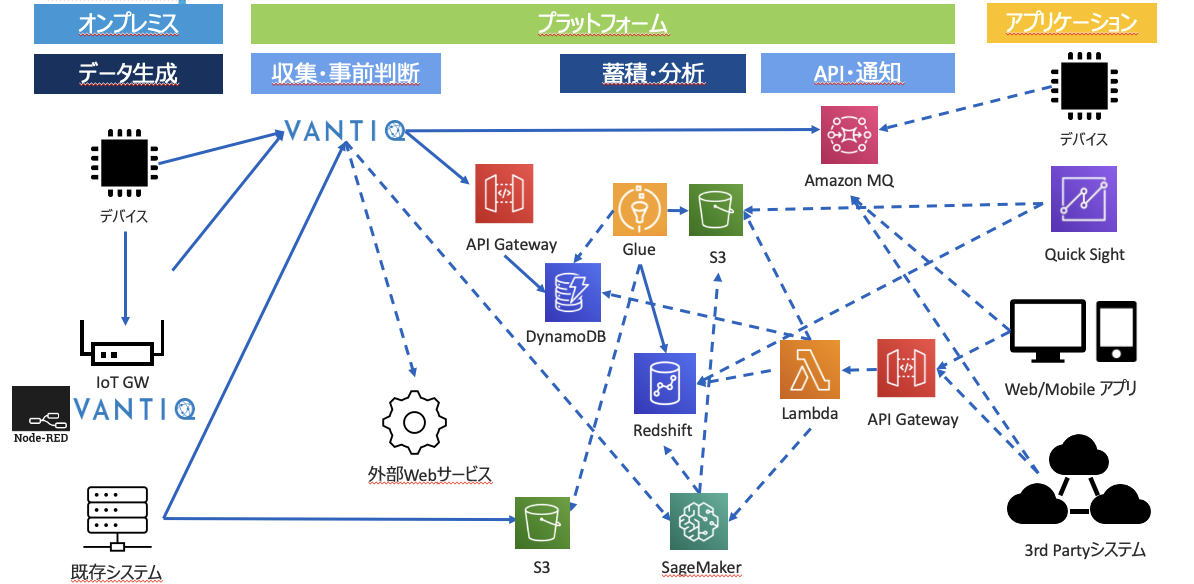 オンプレミス
プラットフォーム
アプリケーション
データ生成
収集・事前判断
蓄積・分析
API・通知
VANTIQ
デバイス
Amazon MQ
デバイス
API Gateway
Glue
S3
Quick Sight
DynamoDB
IoT GW
Node-RED
VANTIQ
Redshift
Lambda
API Gateway
Web/Mobile アプリ
外部Webサービス
既存システム
S3
SageMaker
3rd Partyシステム